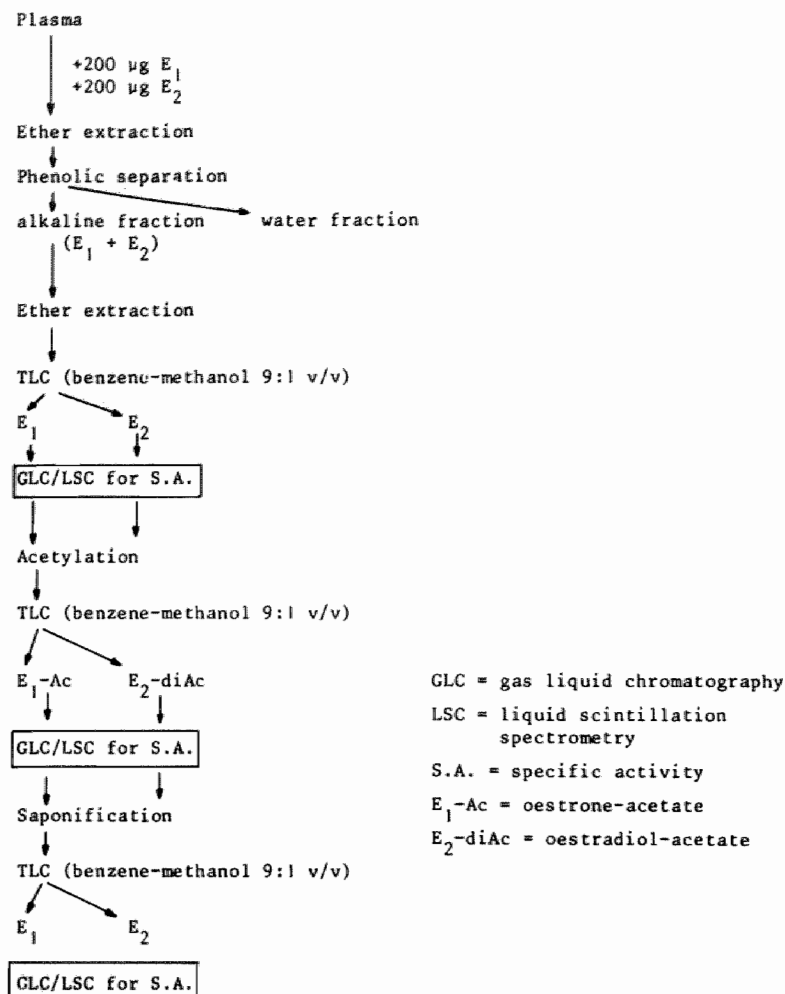 Plasma
+200 µg E1
+200 µg E2
Ether extraction
Phenolic separation
alkaline fraction water fraction
(E1 + E2)
Ether extraction
TLC (benzene-methanol 9:1 v/v)
E1 E2
GLC/LSC for S.A.
Acetylation
TLC (benzene-methanol 9:1 v/v)
E1-Ac E2-diAc
GLC/LSC for S.A.
Saponification
TLC (benzene-methanol 9:1 v/v)
E1 E2
GLC/LSC for S.A.
GLC = gas liquid chromatography
LSC = liquid scintillation
spectrometry
S.A. = specific activity
E1-Ac = oestrone-acetate
E2-diAc = oestradiol-acetate